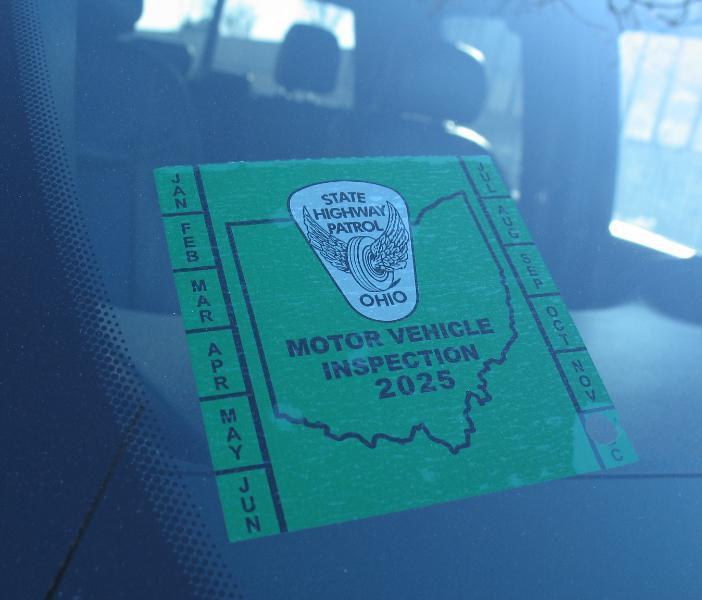 JAN
FEB
MAR
APR
MAY
JUN
STATE
HIGHWAY
PATROL
OHIO
MOTOR VEHICLE
INSPECTION
2025
JUL
AUG
SEP
OCT
NOV
C